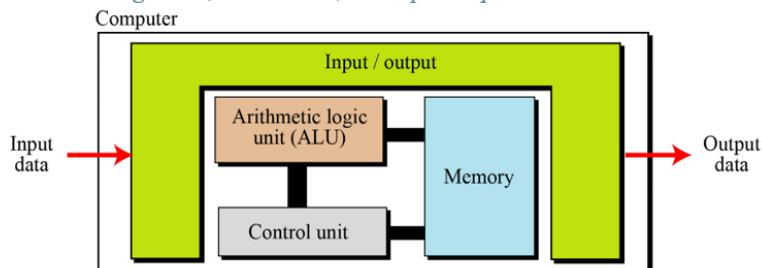 Computer
Input / output
Arithmetic logic
unit (ALU)
Input
data
Memory
Output
data
Control unit